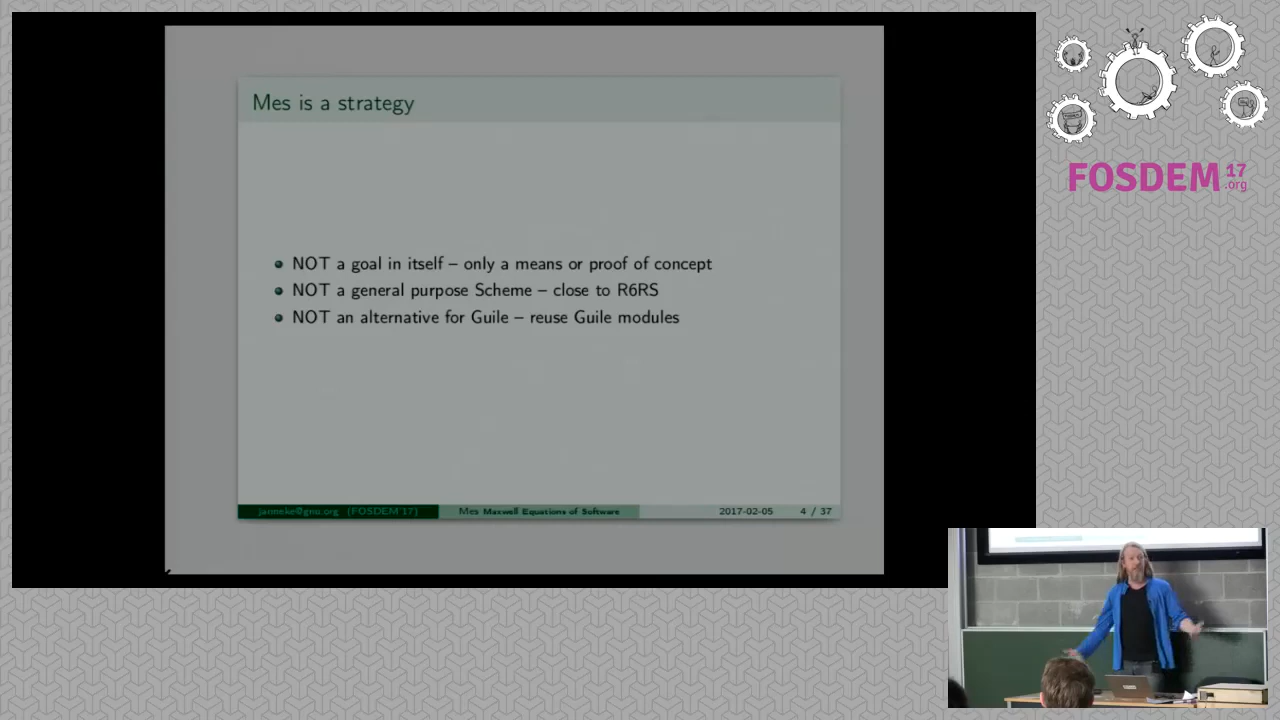 Mes is a strategy
NOT a goal in itself – only a means or proof of concept
NOT a general purpose Scheme – close to R6RS
NOT an alternative for Guile – reuse Guile modules
janneke@gnu.org (FOSDEM'17)
Mes Maxwell Equations of Software
2017-02-05
4 / 37
FOSDEM 17
.org